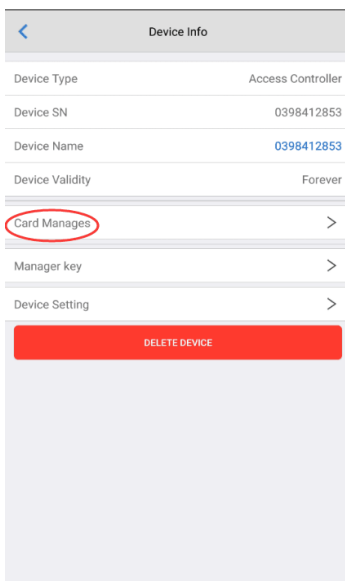 Device Info
Device Type Access Controller
Device SN 0398412853
Device Name 0398412853
Device Validity Forever
Card Manages
Manager key
Device Setting
DELETE DEVICE